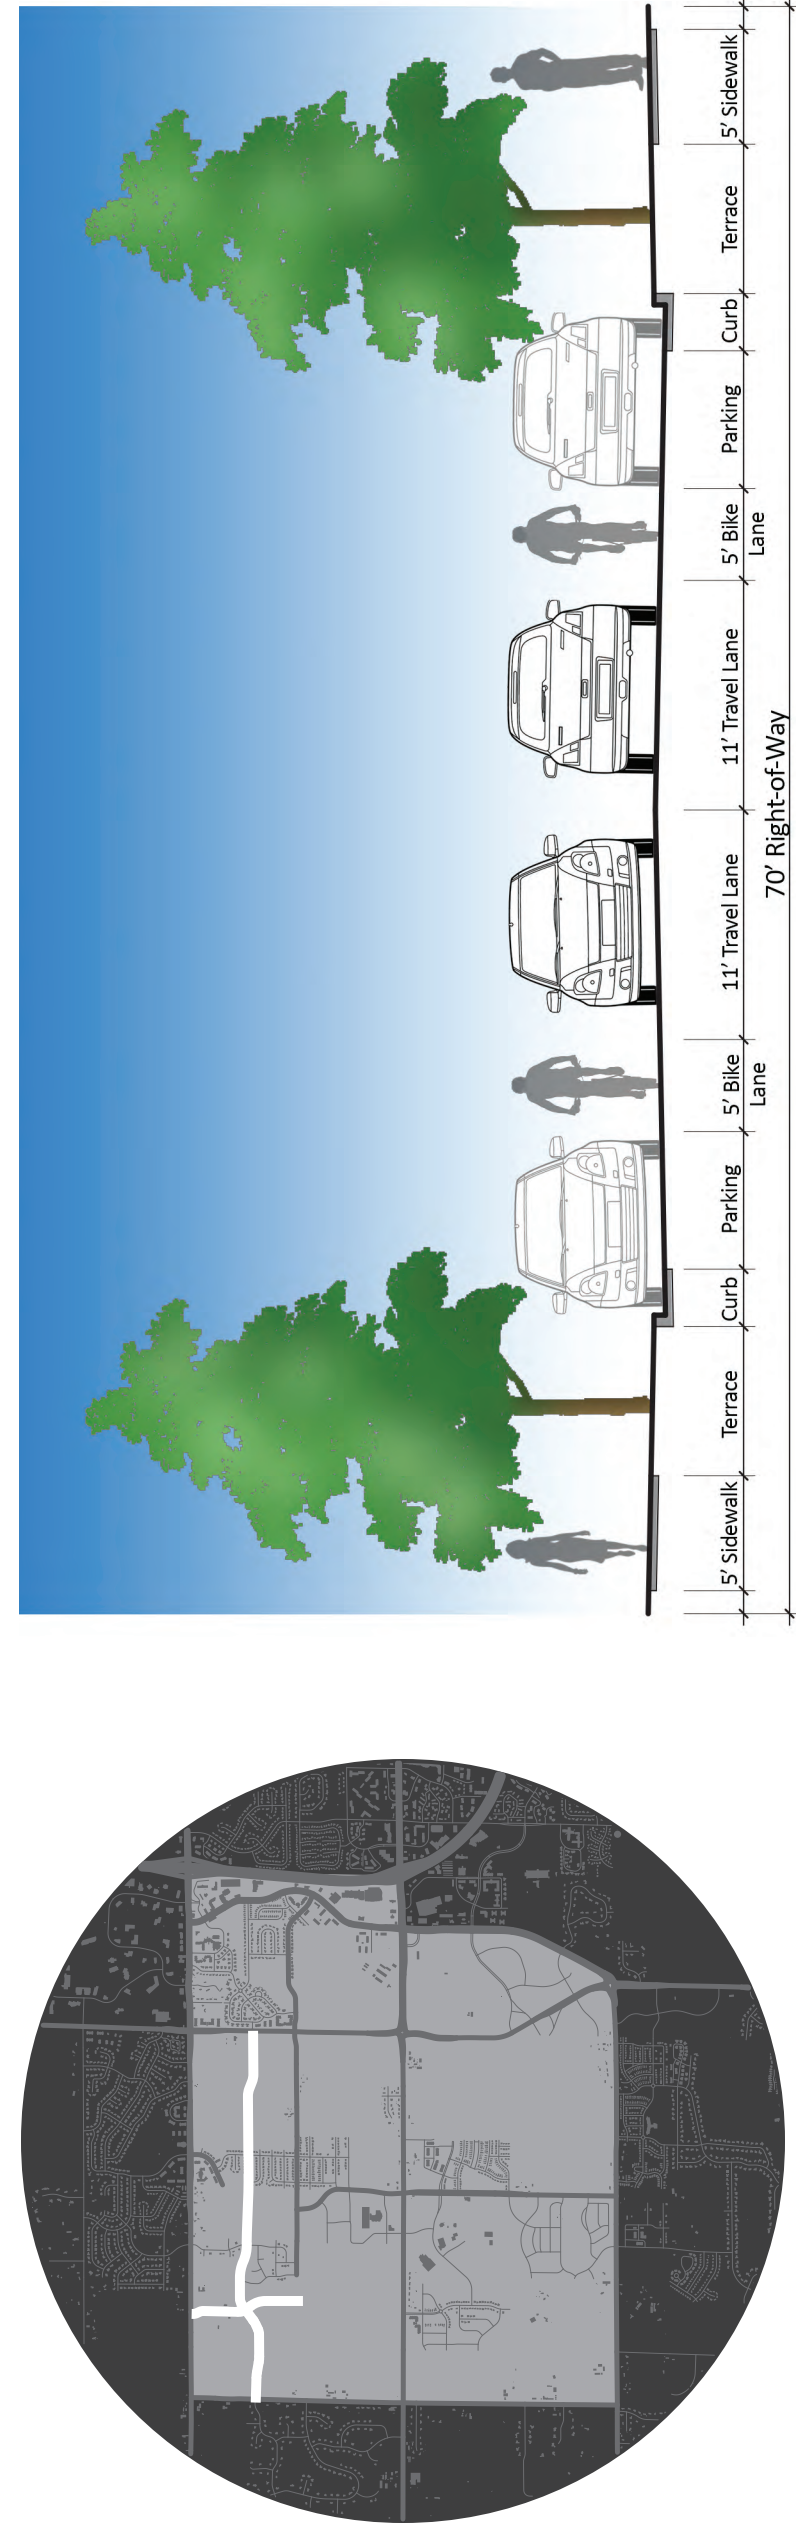 5’ Sidewalk
Terrace
Curb
Parking
5’ Bike
Lane
11’ Travel Lane
11’ Travel Lane
5’ Bike
Lane
Parking
Curb
Terrace
5’ Sidewalk
70’ Right-of-Way